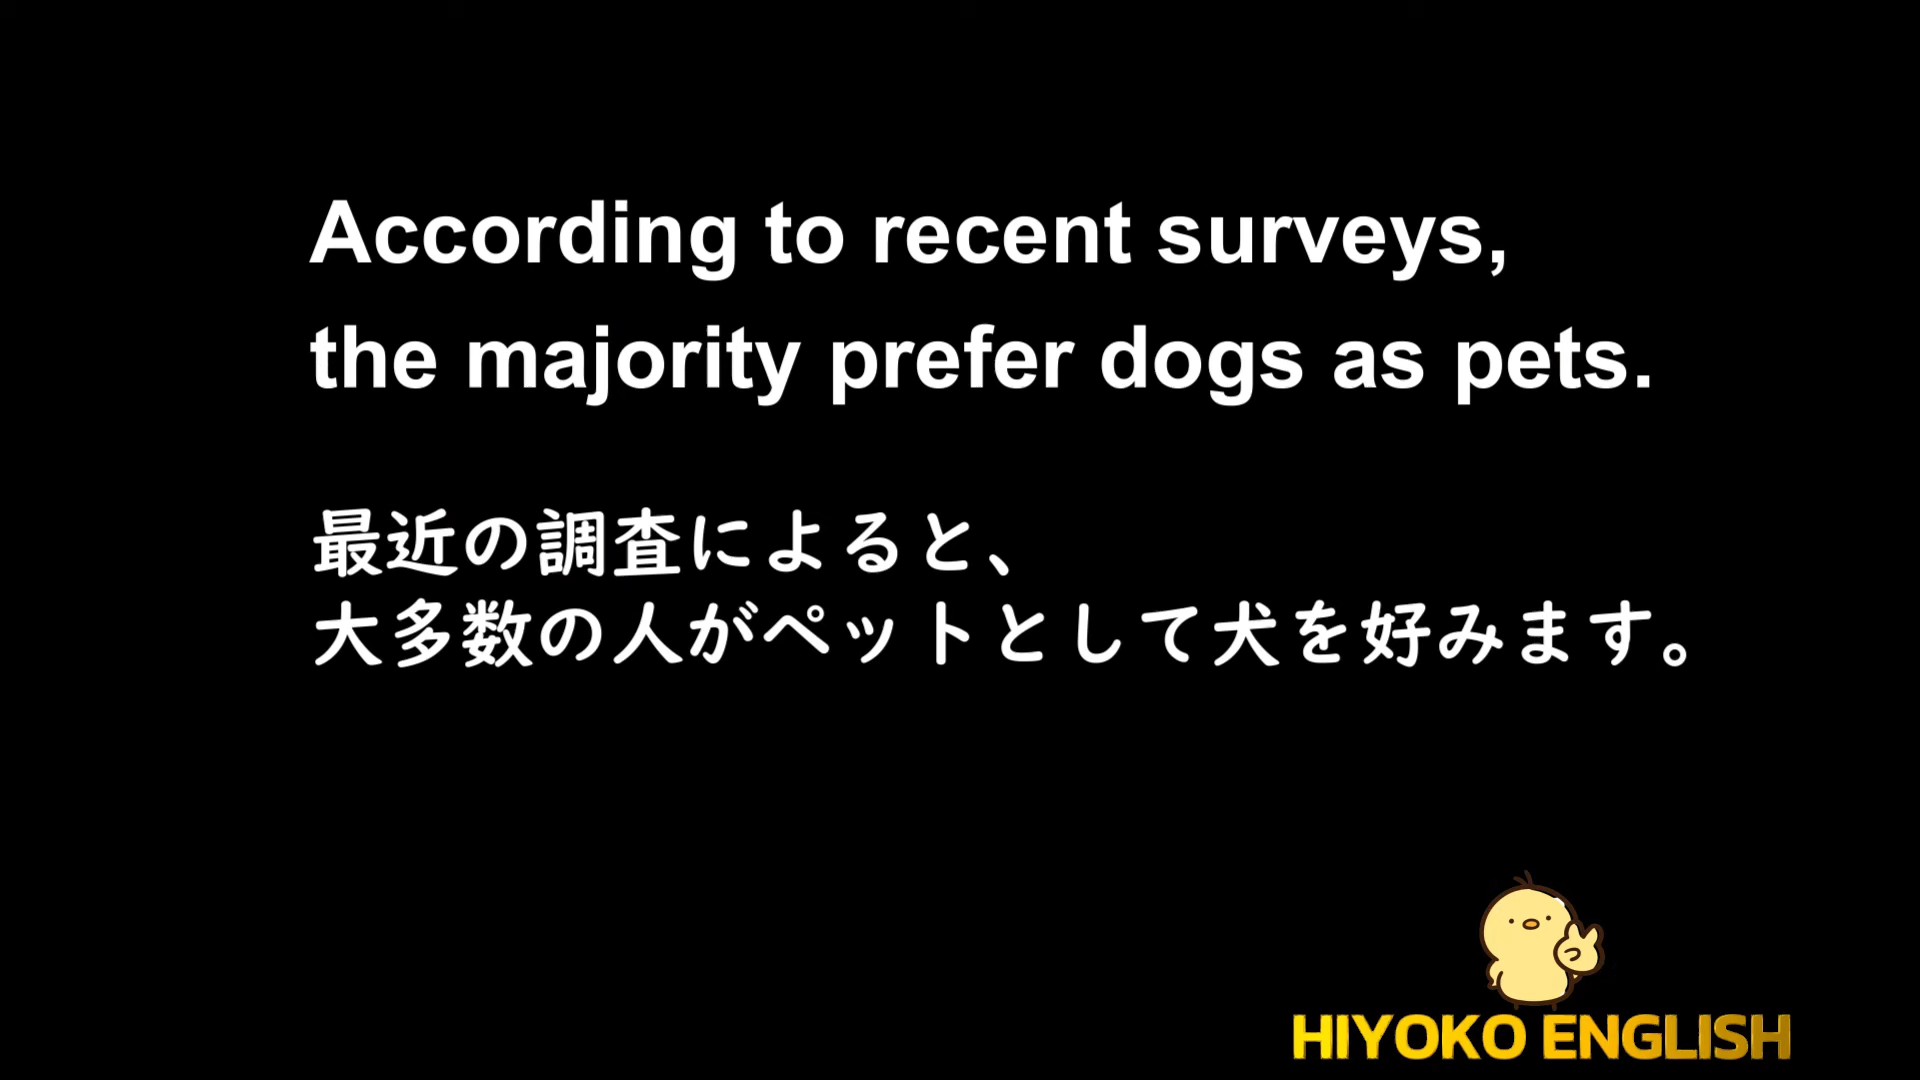 According to recent surveys,
the majority prefer dogs as pets.
最近の調査によると、
大多数の人がペットとして犬を好みます。
HIYOKO ENGLISH